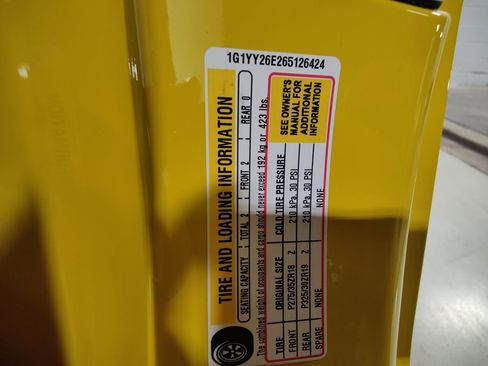 1G1YY26E265126424
TIRE AND LOADING INFORMATION
SEATING CAPACITY TOTAL 2 FRONT 2 REAR 0
The combined weight of occupants and cargo should never exceed 192 kg or 423 lbs.
TIRE ORIGINAL SIZE COLD TIRE PRESSURE
FRONT P275/35ZR18 Z 210 kPa, 30 PSI
REAR P325/30ZR19 Z 210 kPa, 30 PSI
SPARE NONE NONE
SEE OWNER'S
MANUAL FOR
ADDITIONAL
INFORMATION